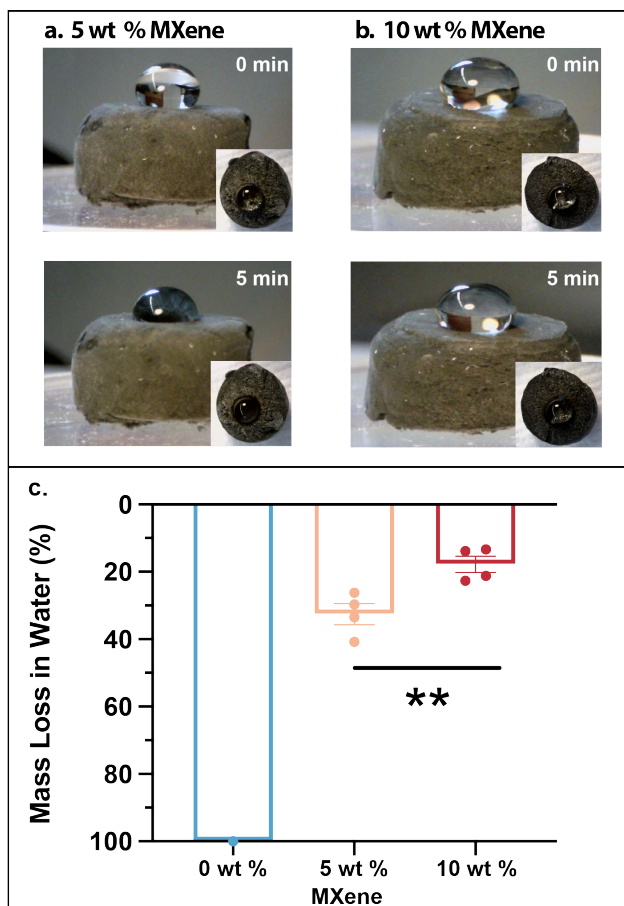 a. 5 wt % MXene
b. 10 wt % MXene
0 min
0 min
5 min
5 min
c.
Mass Loss in Water (%)
0
20
40
60
80
100
**
0 wt %
5 wt %
10 wt %
MXene